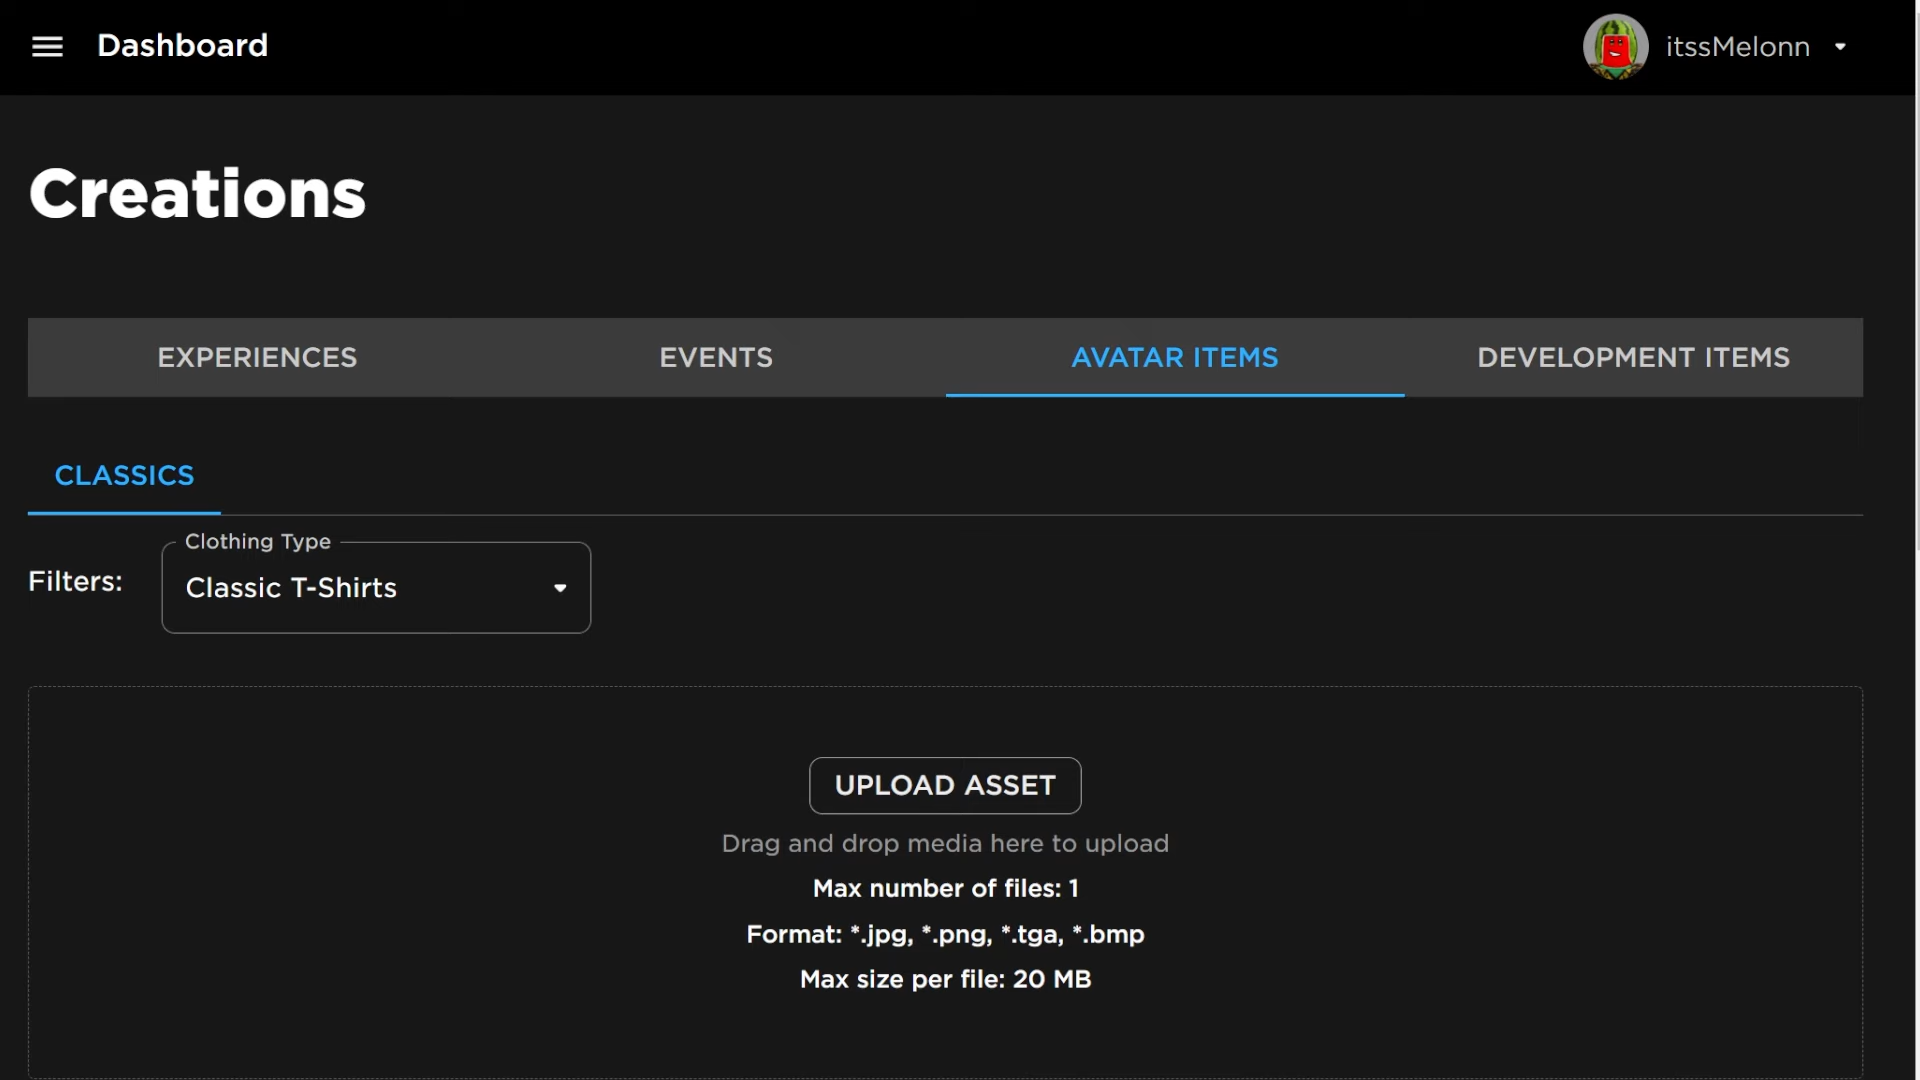 Dashboard
itssMelonn
Creations
EXPERIENCES
EVENTS
AVATAR ITEMS
DEVELOPMENT ITEMS
CLASSICS
Filters:
Clothing Type
Classic T-Shirts
UPLOAD ASSET
Drag and drop media here to upload
Max number of files: 1
Format: *.jpg, *.png, *.tga, *.bmp
Max size per file: 20 MB